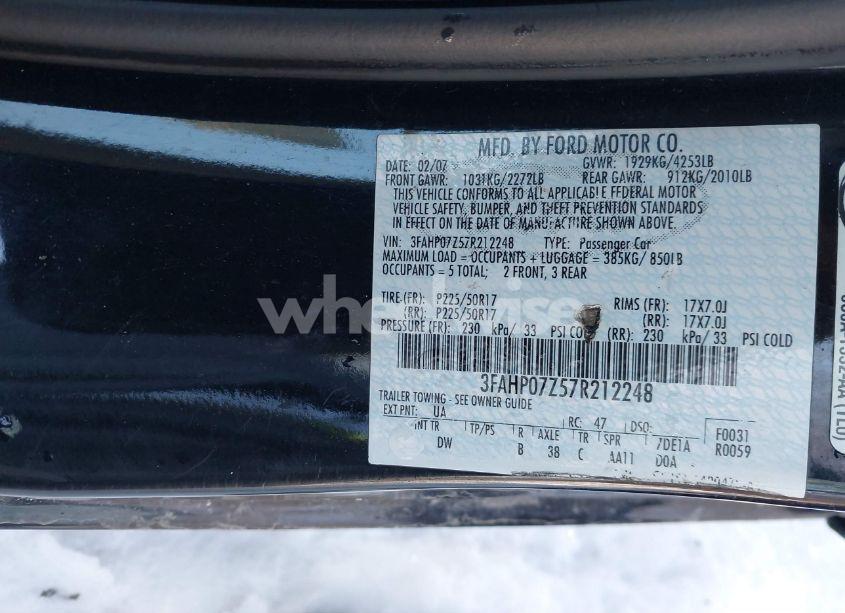 MFD. BY FORD MOTOR CO.
DATE: 02/07 GVWR: 1929KG/4253LB
FRONT GAWR: 1031KG/2272LB REAR GAWR: 912KG/2010LB
THIS VEHICLE CONFORMS TO ALL APPLICABLE FEDERAL MOTOR
VEHICLE SAFETY, BUMPER, AND THEFT PREVENTION STANDARDS
IN EFFECT ON THE DATE OF MANUFACTURE SHOWN ABOVE.
VIN: 3FAHP07Z57R212248 TYPE: Passenger Car
MAXIMUM LOAD = OCCUPANTS + LUGGAGE = 385KG/ 850LB
OCCUPANTS = 5 TOTAL; 2 FRONT, 3 REAR
TIRE (FR): P225/50R17 RIMS (FR): 17X7.0J
(RR): P225/50R17 (RR): 17X7.0J
PRESSURE (FR): 230 kPa/ 33 PSI COLD (RR): 230 kPa/ 33 PSI COLD
3FAHP07Z57R212248
TRAILER TOWING - SEE OWNER GUIDE
EXT PNT: UA RC: 47 DSO: F0031
INT TR TP/PS R AXLE TR SPR 7DE1A R0059
DW B 38 C AA11 D0A